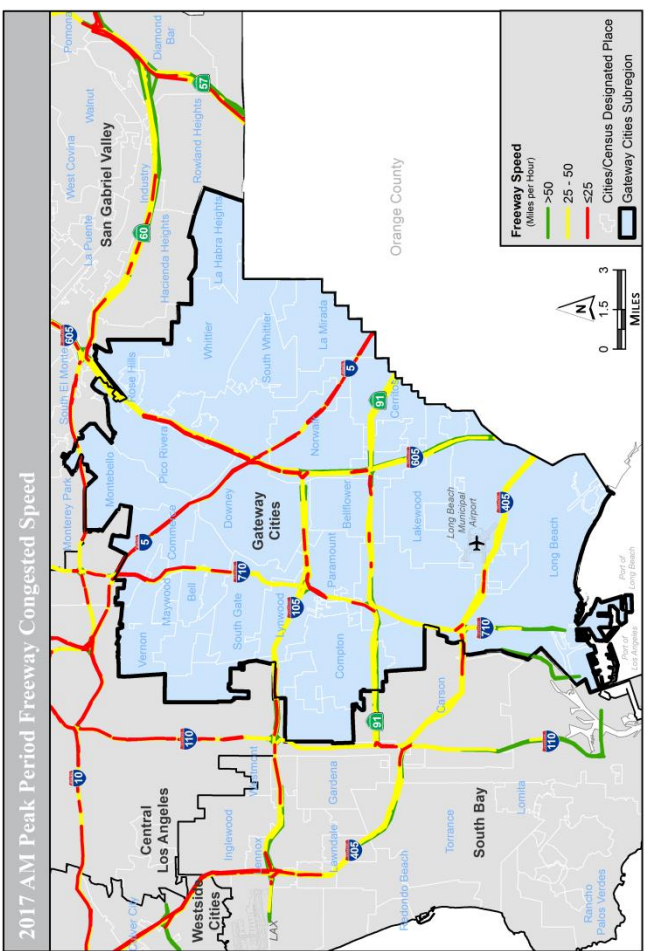 2017 AM Peak Period Freeway Congested Speed
Pomona
Diamond
Bar
Walnut
West Covina
San Gabriel Valley
La Puente
Industry
57
Rowland Heights
60
Hacienda Heights
La Habra Heights
605
South El Monte
Rose Hills
Whittier
South Whittier
La Mirada
Orange County
Monterey Park
Montebello
Pico Rivera
5
Norwalk
91
Cerritos
5
Commerce
Downey
Gateway
Cities
Bellflower
605
Lakewood
Maywood
Bell
710
Vernon
South Gate
Paramount
Long Beach
Municipal
Airport
405
Long Beach
105
Lynwood
Compton
710
Port of
Long Beach
Port of
Los Angeles
10
110
91
Carson
110
Central
Los Angeles
Westmont
Gardena
Inglewood
Lennox
Lawndale
405
Torrance
Lomita
South Bay
Culver City
Westside
Cities
LAX
Redondo Beach
Rancho
Palos Verdes
N
0 1.5 3
MILES
Freeway Speed
(Miles per Hour)
>50
25 - 50
≤25
Cities/Census Designated Place
Gateway Cities Subregion